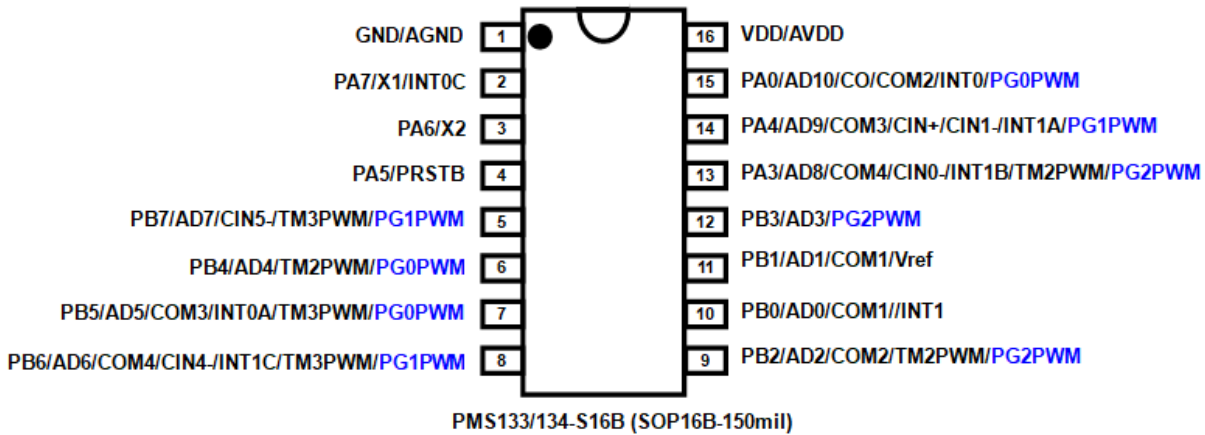 GND/AGND 1
16 VDD/AVDD
PA7/X1/INT0C 2
15 PA0/AD10/CO/COM2/INT0/PG0PWM
PA6/X2 3
14 PA4/AD9/COM3/CIN+/CIN1-/INT1A/PG1PWM
PA5/PRSTB 4
13 PA3/AD8/COM4/CIN0-/INT1B/TM2PWM/PG2PWM
PB7/AD7/CIN5-/TM3PWM/PG1PWM 5
12 PB3/AD3/PG2PWM
PB4/AD4/TM2PWM/PG0PWM 6
11 PB1/AD1/COM1/Vref
PB5/AD5/COM3/INT0A/TM3PWM/PG0PWM 7
10 PB0/AD0/COM1//INT1
PB6/AD6/COM4/CIN4-/INT1C/TM3PWM/PG1PWM 8
9 PB2/AD2/COM2/TM2PWM/PG2PWM
PMS133/134-S16B (SOP16B-150mil)